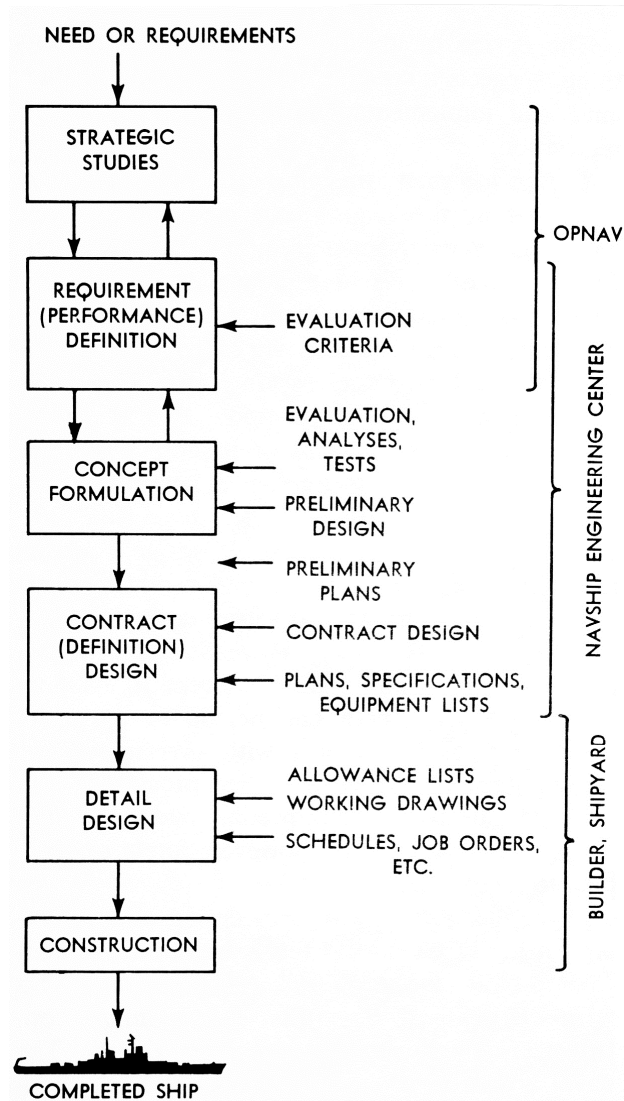 NEED OR REQUIREMENTS
STRATEGIC
STUDIES
OPNAV
REQUIREMENT
(PERFORMANCE)
DEFINITION
EVALUATION
CRITERIA
EVALUATION,
ANALYSES,
TESTS
CONCEPT
FORMULATION
PRELIMINARY
DESIGN
PRELIMINARY
PLANS
NAVSHIP ENGINEERING CENTER
CONTRACT
(DEFINITION)
DESIGN
CONTRACT DESIGN
PLANS, SPECIFICATIONS,
EQUIPMENT LISTS
DETAIL
DESIGN
ALLOWANCE LISTS
WORKING DRAWINGS
SCHEDULES, JOB ORDERS,
ETC.
BUILDER, SHIPYARD
CONSTRUCTION
COMPLETED SHIP